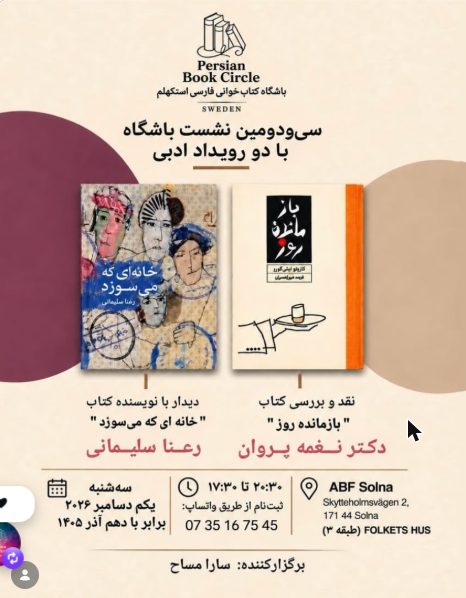 Persian
Book Circle
باشگاه کتاب‌خوانی فارسی استکهلم
SWEDEN
سی‌ودومین نشست باشگاه
با دو رویداد ادبی
باز
مانده
روز
کازوئو ایشی‌گورو
خانه‌ای که
می‌سوزد
رعنا سلیمانی
نقد و بررسی کتاب
" بازمانده روز "
دکتر نغمه پروان
دیدار با نویسنده کتاب
" خانه ای که می‌سوزد "
رعنا سلیمانی
ABF Solna
Skytteholmsvägen 2,
171 44 Solna
FOLKETS HUS (طبقه ۳)
۱۷:۳۰ تا ۲۰:۳۰
ثبت‌نام از طریق واتساپ:
07 35 16 75 45
سه‌شنبه
یکم دسامبر ۲۰۲۶
برابر با دهم آذر ۱۴۰۵
برگزارکننده: سارا مساح